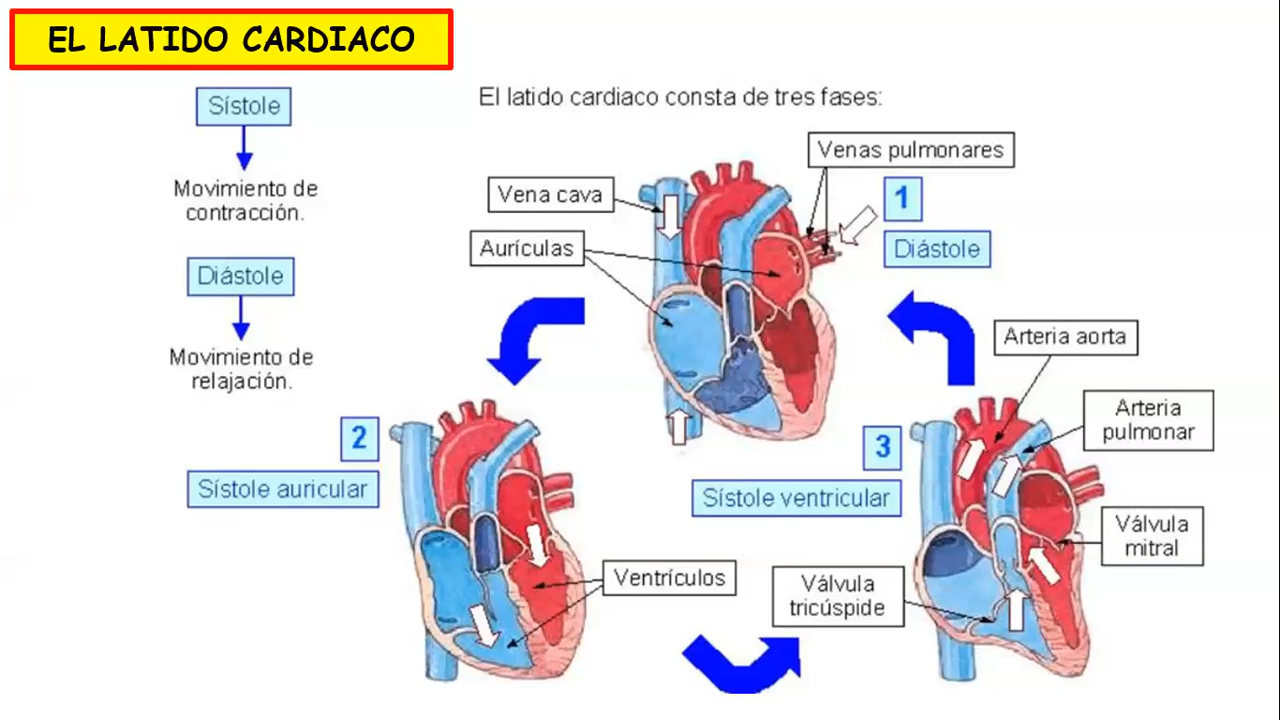 EL LATIDO CARDIACO
Sístole
Movimiento de
contracción.
Diástole
Movimiento de
relajación.
El latido cardiaco consta de tres fases:
Venas pulmonares
Vena cava
1
Aurículas
Diástole
Arteria aorta
Arteria
pulmonar
2
Sístole auricular
3
Sístole ventricular
Válvula
mitral
Ventrículos
Válvula
tricúspide